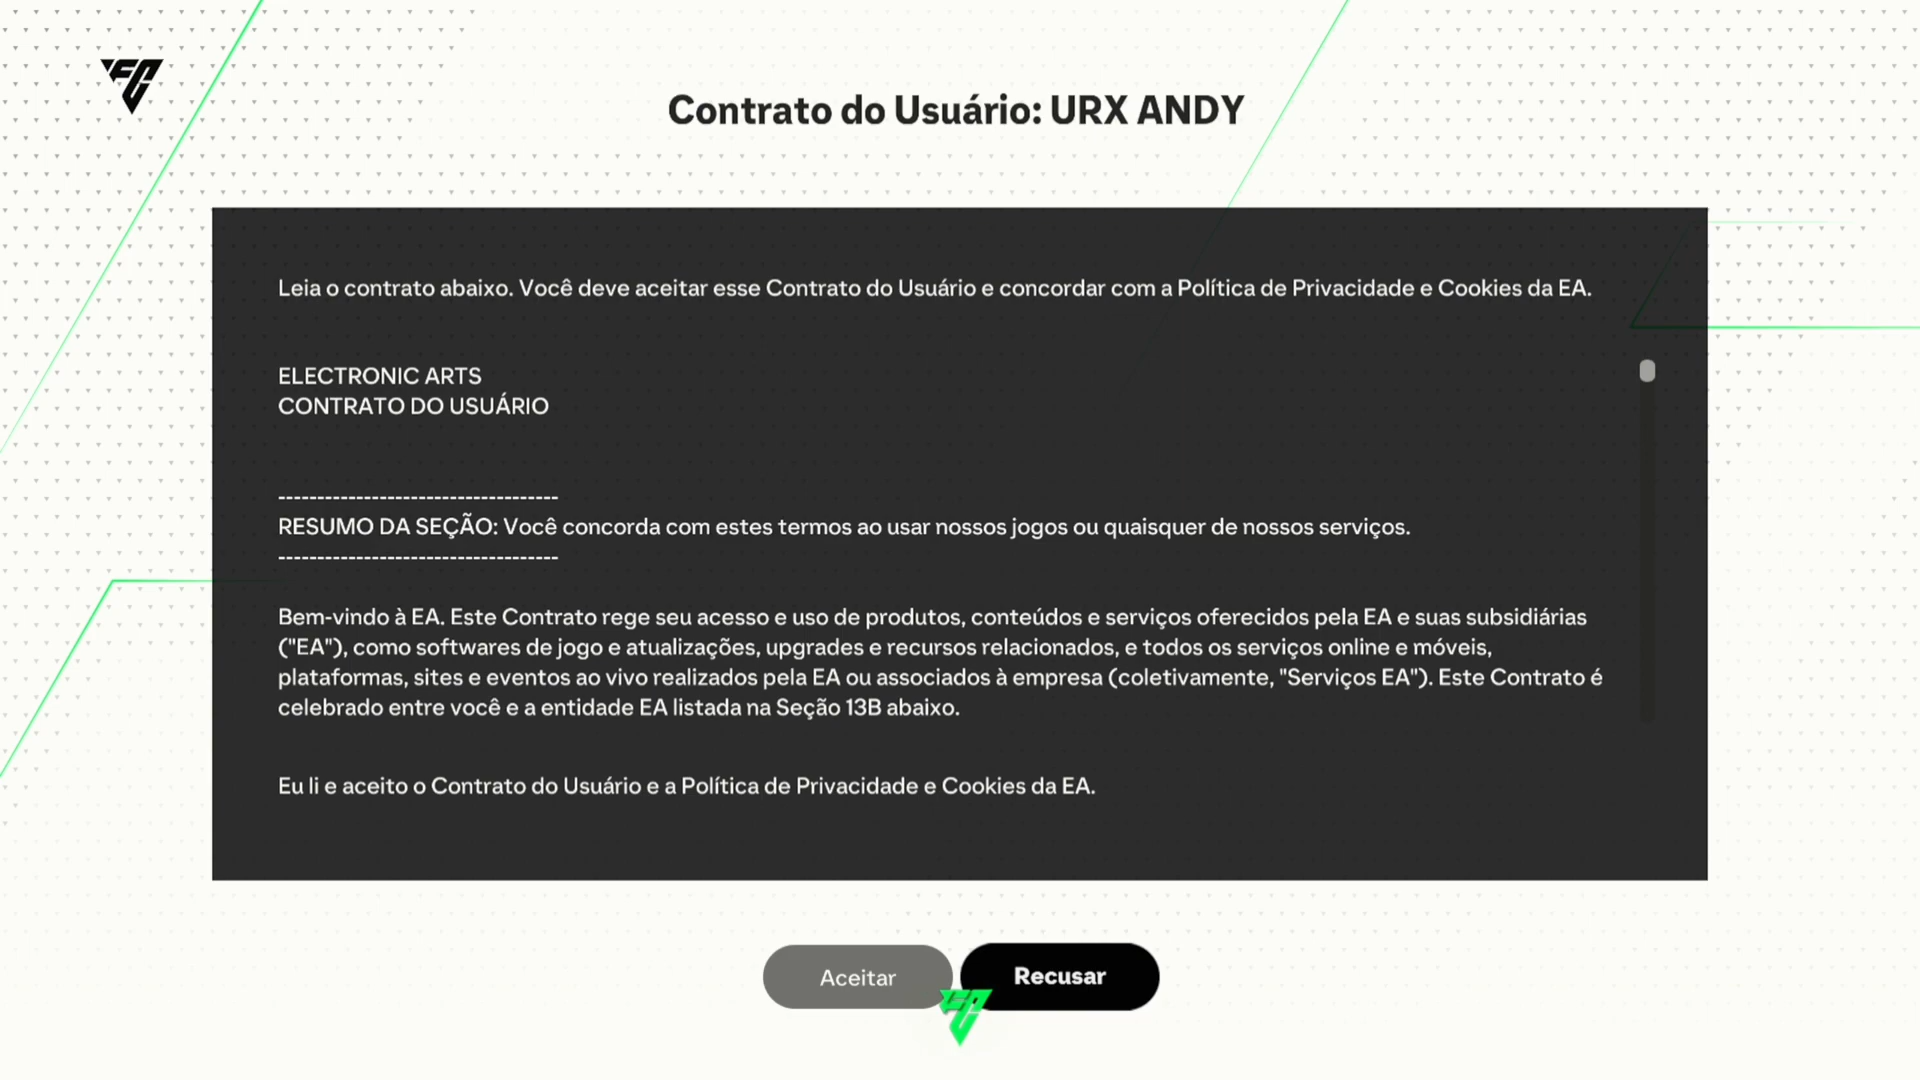 FC
Contrato do Usuário: URX ANDY
Leia o contrato abaixo. Você deve aceitar esse Contrato do Usuário e concordar com a Política de Privacidade e Cookies da EA.
ELECTRONIC ARTS
CONTRATO DO USUÁRIO
------------------------------------
RESUMO DA SEÇÃO: Você concorda com estes termos ao usar nossos jogos ou quaisquer de nossos serviços.
------------------------------------
Bem-vindo à EA. Este Contrato rege seu acesso e uso de produtos, conteúdos e serviços oferecidos pela EA e suas subsidiárias
("EA"), como softwares de jogo e atualizações, upgrades e recursos relacionados, e todos os serviços online e móveis,
plataformas, sites e eventos ao vivo realizados pela EA ou associados à empresa (coletivamente, "Serviços EA"). Este Contrato é
celebrado entre você e a entidade EA listada na Seção 13B abaixo.
Eu li e aceito o Contrato do Usuário e a Política de Privacidade e Cookies da EA.
Aceitar
Recusar
FC